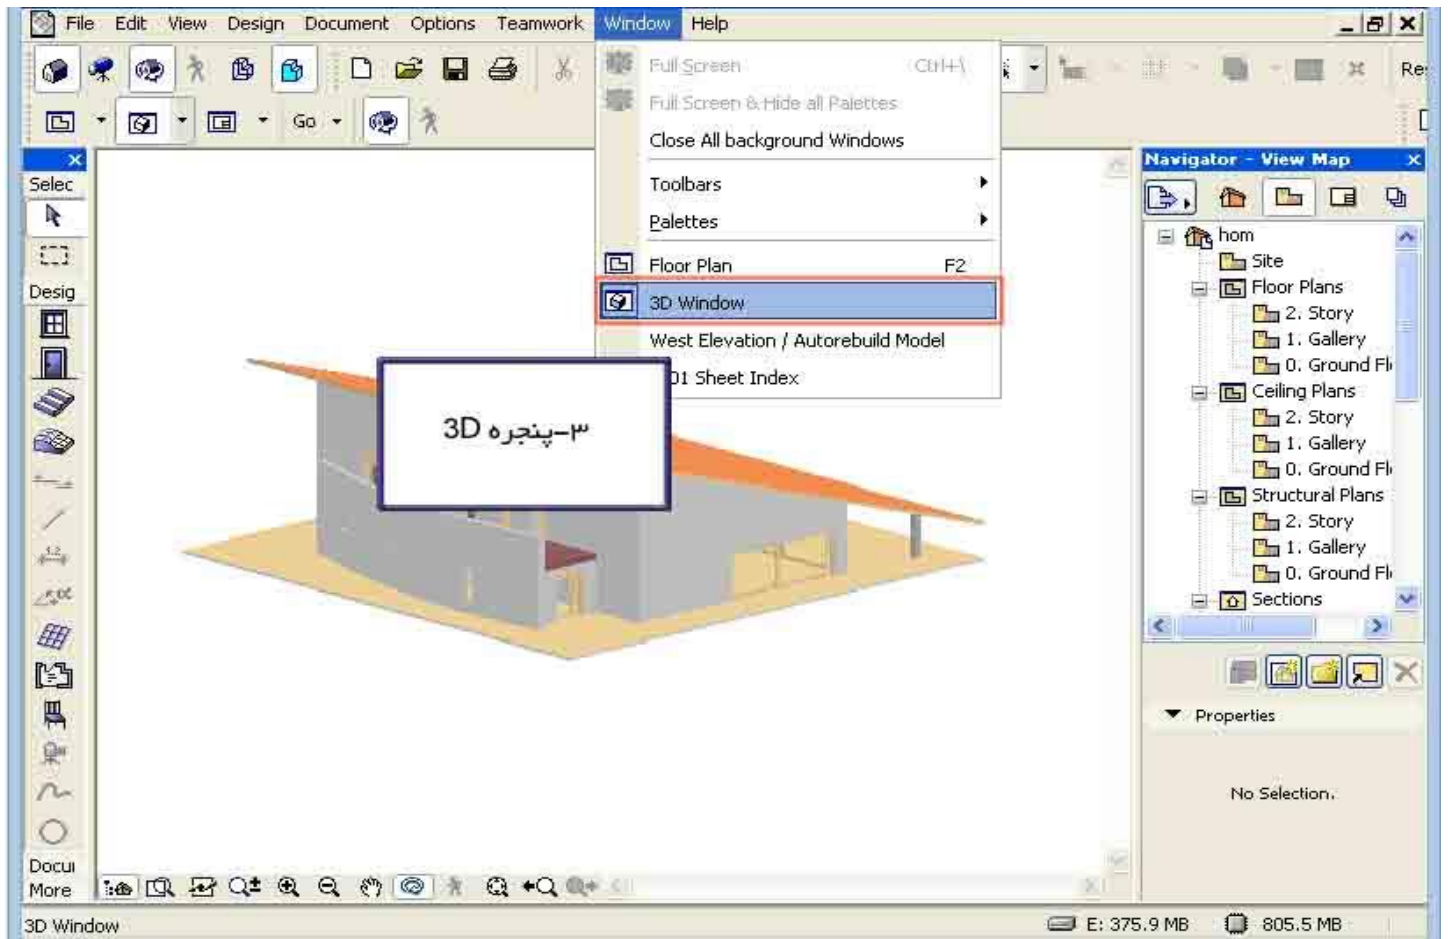 File Edit View Design Document Options Teamwork Window Help
Go
Selec
Desig
Docui
More
Full Screen Ctrl+\
Full Screen & Hide all Palettes
Close All background Windows
Toolbars
Palettes
Floor Plan F2
3D Window
West Elevation / Autorebuild Model
01 Sheet Index
۳-پنجره 3D
Navigator - View Map
hom
Site
Floor Plans
2. Story
1. Gallery
0. Ground Fl
Ceiling Plans
2. Story
1. Gallery
0. Ground Fl
Structural Plans
2. Story
1. Gallery
0. Ground Fl
Sections
Properties
No Selection.
3D Window
E: 375.9 MB 805.5 MB